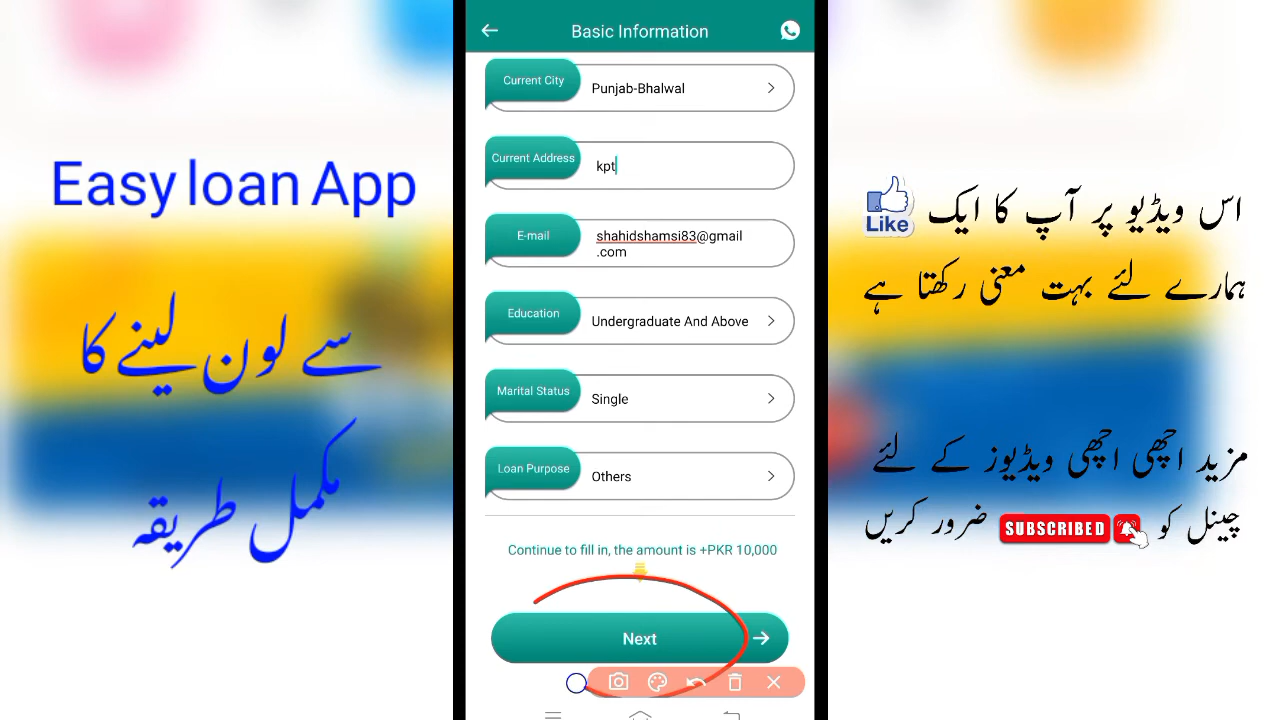 Easy loan App
سے لون لینے کا
مکمل طریقہ
Basic Information
Current City
Punjab-Bhalwal
Current Address
kpt
E-mail
shahidshamsi83@gmail
.com
Education
Undergraduate And Above
Marital Status
Single
Loan Purpose
Others
Continue to fill in, the amount is +PKR 10,000
Next
اس ویڈیو پر آپ کا ایک Like
ہمارے لئے بہت معنی رکھتا ہے
مزید اچھی اچھی ویڈیوز کے لئے
چینل کو SUBSCRIBED ضرور کریں